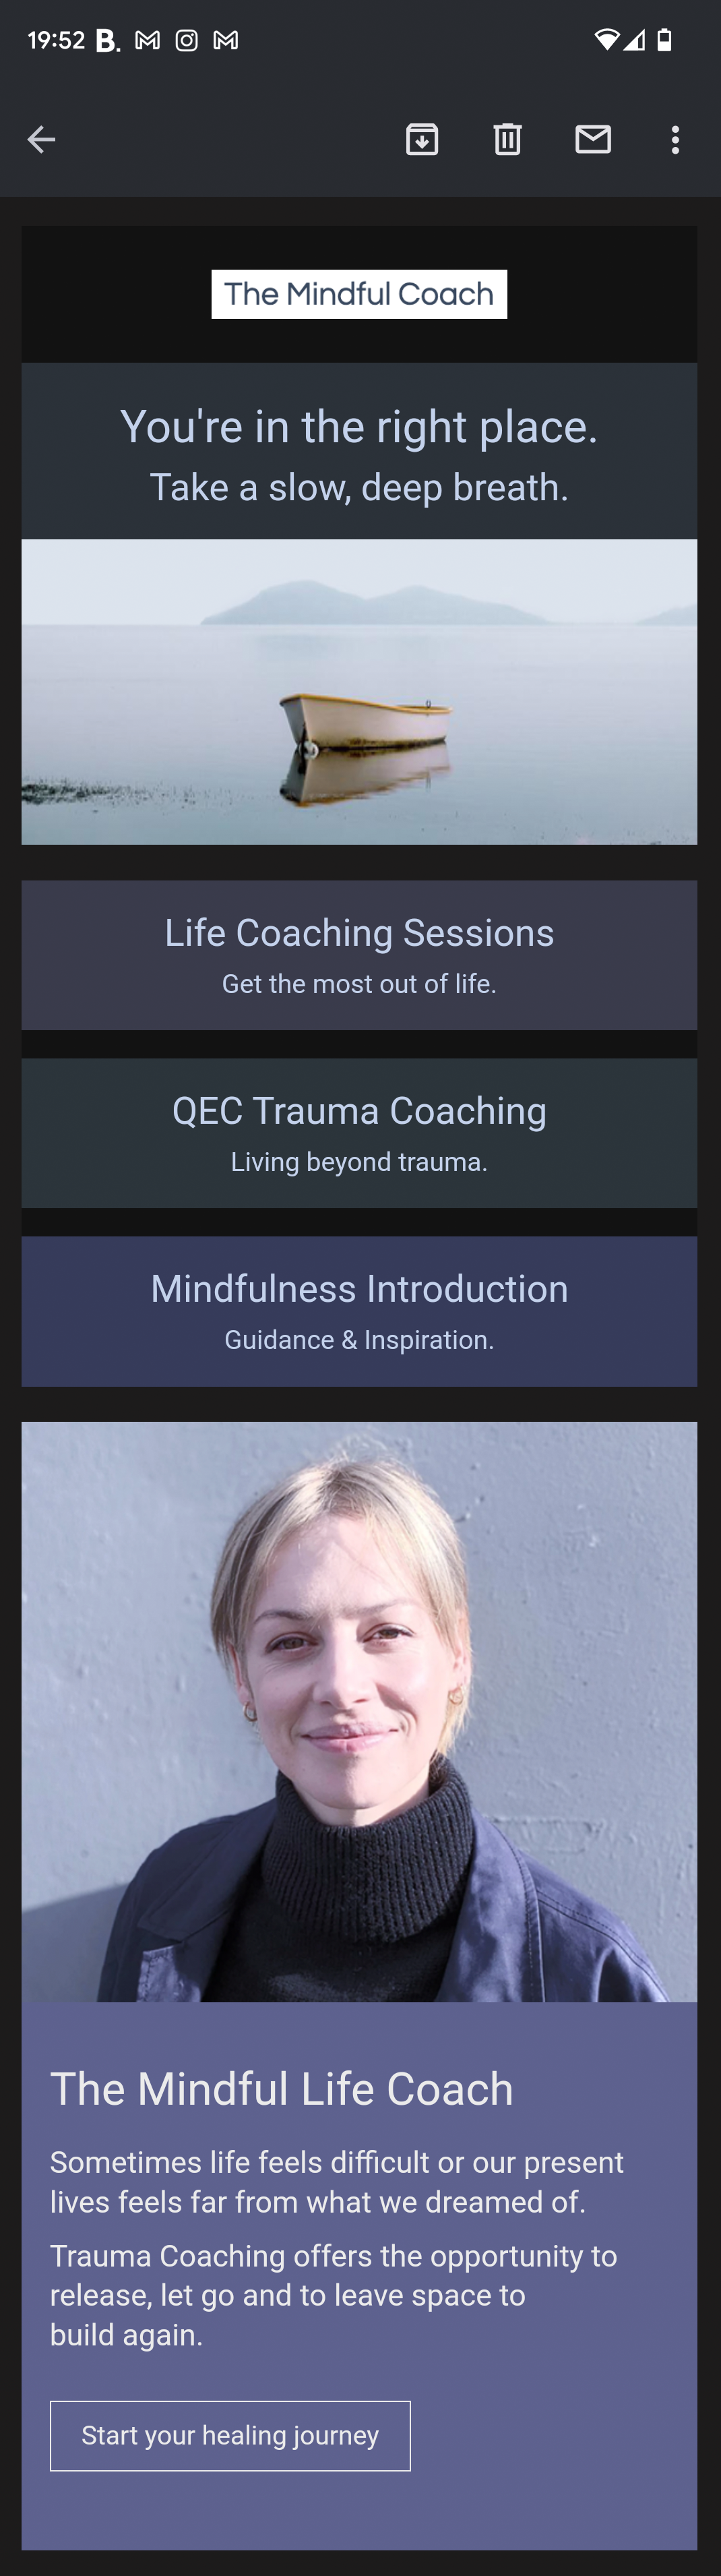 19:52 B.
The Mindful Coach
You're in the right place.
Take a slow, deep breath.
Life Coaching Sessions
Get the most out of life.
QEC Trauma Coaching
Living beyond trauma.
Mindfulness Introduction
Guidance & Inspiration.
The Mindful Life Coach
Sometimes life feels difficult or our present
lives feels far from what we dreamed of.
Trauma Coaching offers the opportunity to
release, let go and to leave space to
build again.
Start your healing journey